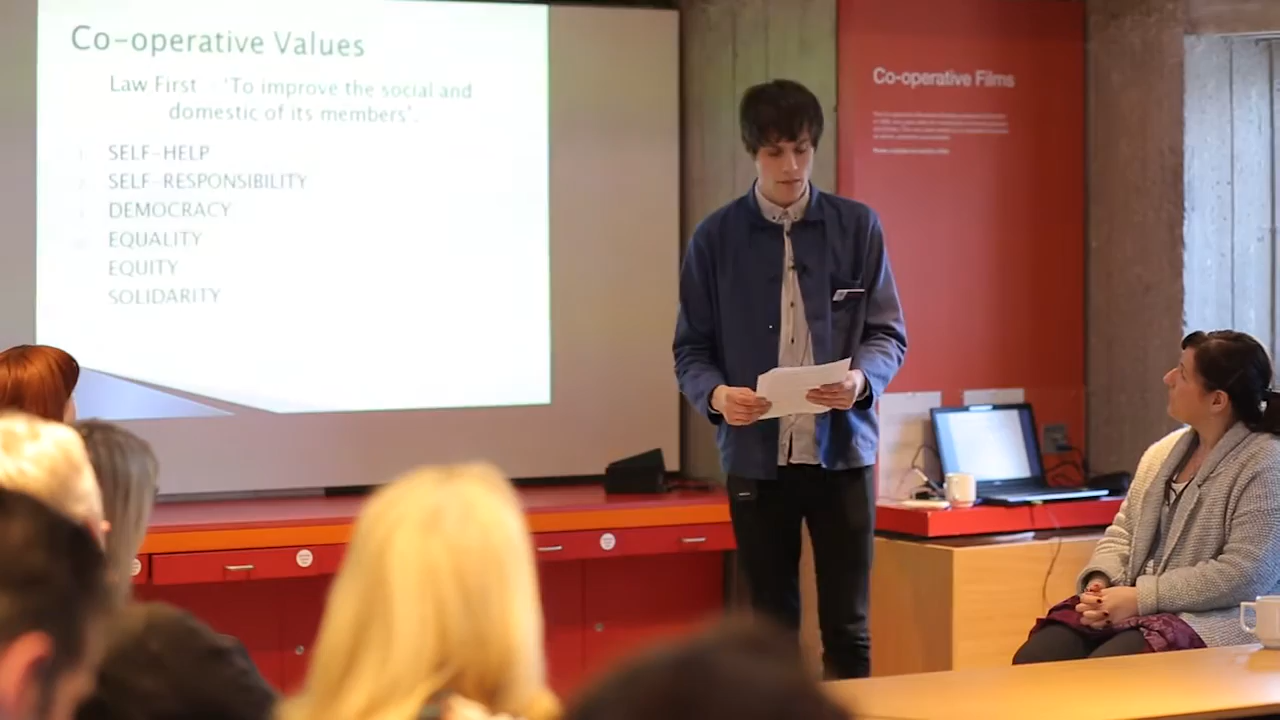 Co-operative Values
Law First - 'To improve the social and
domestic of its members'.
SELF-HELP
SELF-RESPONSIBILITY
DEMOCRACY
EQUALITY
EQUITY
SOLIDARITY
Co-operative Films